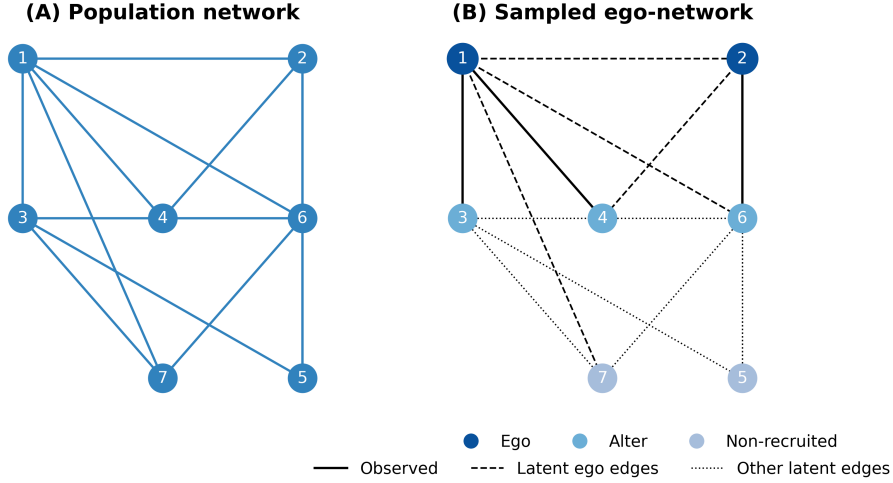 (A) Population network
(B) Sampled ego-network
1
2
3
4
6
7
5
1
2
3
4
6
7
5
Ego
Alter
Non-recruited
Observed
Latent ego edges
Other latent edges